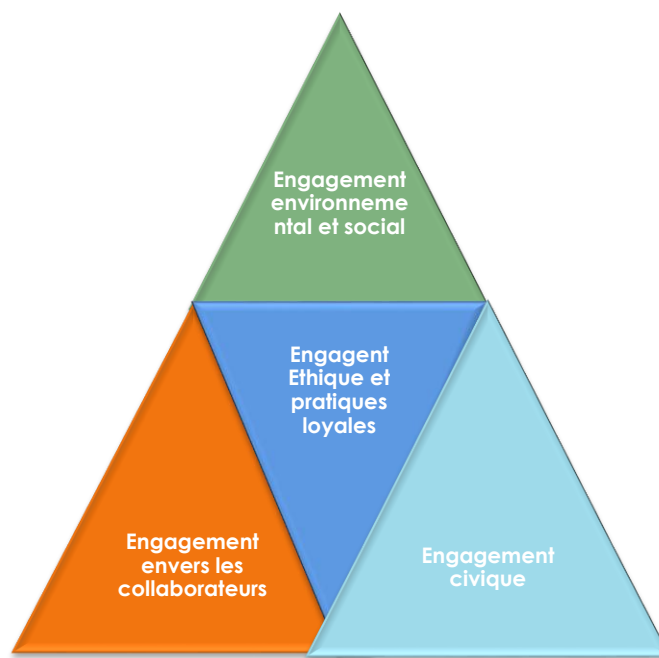 Engagement
environneme
ntal et social
Engagent
Ethique et
pratiques
loyales
Engagement
envers les
collaborateurs
Engagement
civique